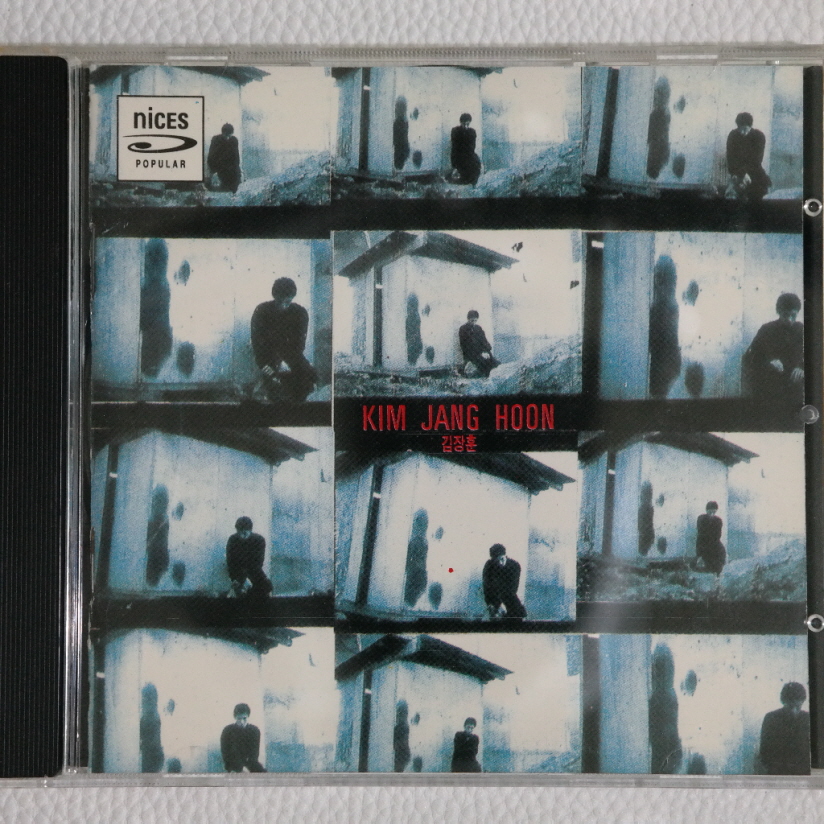 nices
POPULAR
KIM JANG HOON
김장훈